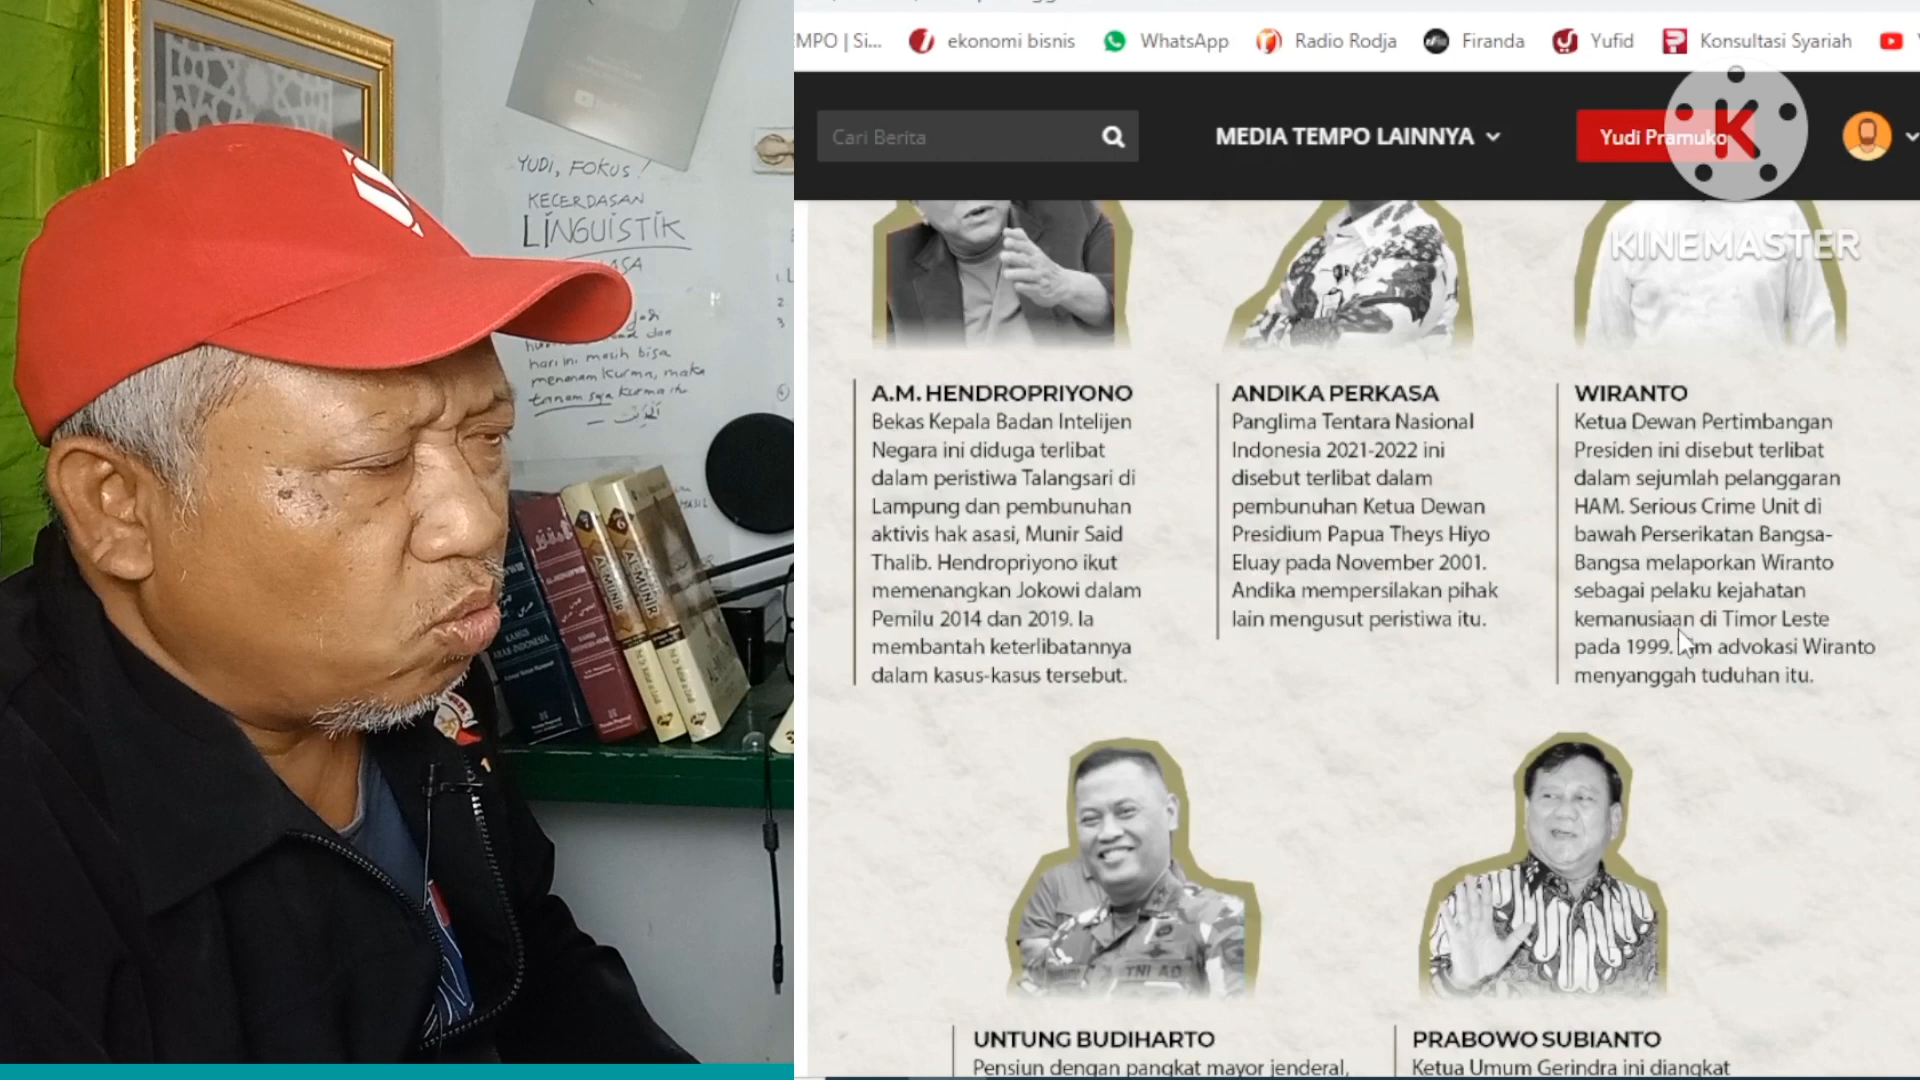 YUDI, FOKUS!
KECERDASAN
LINGUISTIK
hari ini masih bisa
menanam kurma, maka
tanam saja kurma itu
AL-MUNIR
AL-MUNIR
KAMUS
ARAB-INDONESIA
MPO | Si...
ekonomi bisnis
WhatsApp
Radio Rodja
Firanda
Yufid
Konsultasi Syariah
Cari Berita
MEDIA TEMPO LAINNYA
Yudi Pramuko
K
KINEMASTER
A.M. HENDROPRIYONO
Bekas Kepala Badan Intelijen
Negara ini diduga terlibat
dalam peristiwa Talangsari di
Lampung dan pembunuhan
aktivis hak asasi, Munir Said
Thalib. Hendropriyono ikut
memenangkan Jokowi dalam
Pemilu 2014 dan 2019. Ia
membantah keterlibatannya
dalam kasus-kasus tersebut.
ANDIKA PERKASA
Panglima Tentara Nasional
Indonesia 2021-2022 ini
disebut terlibat dalam
pembunuhan Ketua Dewan
Presidium Papua Theys Hiyo
Eluay pada November 2001.
Andika mempersilakan pihak
lain mengusut peristiwa itu.
WIRANTO
Ketua Dewan Pertimbangan
Presiden ini disebut terlibat
dalam sejumlah pelanggaran
HAM. Serious Crime Unit di
bawah Perserikatan Bangsa-
Bangsa melaporkan Wiranto
sebagai pelaku kejahatan
kemanusiaan di Timor Leste
pada 1999. advokasi Wiranto
menyanggah tuduhan itu.
TNI AD
UNTUNG BUDIHARTO
Pensiun dengan pangkat mayor jenderal,
PRABOWO SUBIANTO
Ketua Umum Gerindra ini diangkat